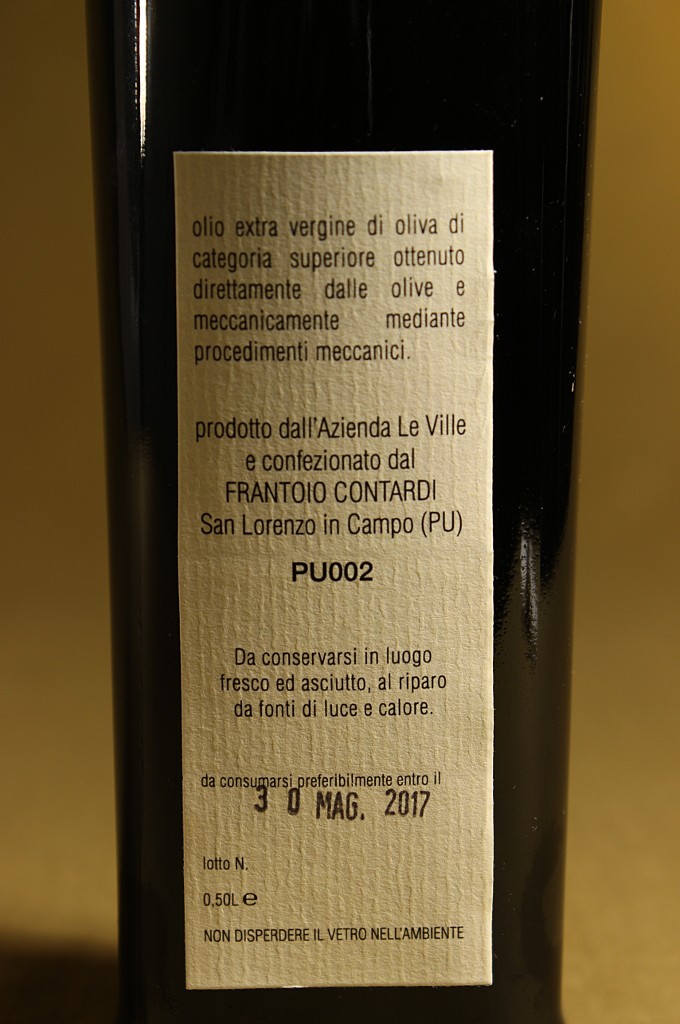 olio extra vergine di oliva di
categoria superiore ottenuto
direttamente dalle olive e
meccanicamente mediante
procedimenti meccanici.
prodotto dall'Azienda Le Ville
e confezionato dal
FRANTOIO CONTARDI
San Lorenzo in Campo (PU)
PU002
Da conservarsi in luogo
fresco ed asciutto, al riparo
da fonti di luce e calore.
da consumarsi preferibilmente entro il
30 MAG. 2017
lotto N.
0,50L ℮
NON DISPERDERE IL VETRO NELL'AMBIENTE